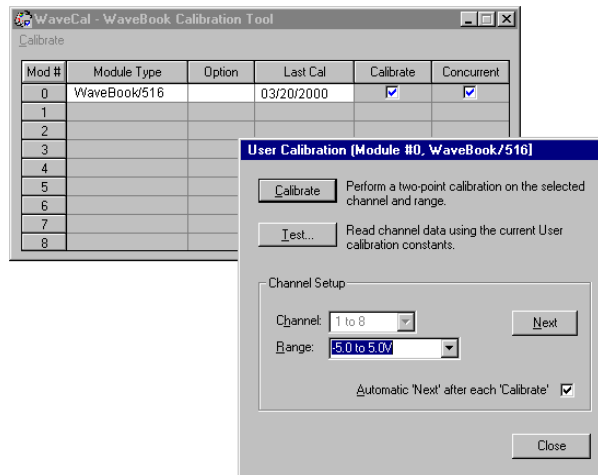 WaveCal - WaveBook Calibration Tool
Calibrate
Mod # Module Type Option Last Cal Calibrate Concurrent
0 WaveBook/516 03/20/2000
1
2
3
4
5
6
7
8
User Calibration (Module #0, WaveBook/516)
Calibrate Perform a two-point calibration on the selected
channel and range.
Test... Read channel data using the current User
calibration constants.
Channel Setup
Channel: 1 to 8 Next
Range: -5.0 to 5.0V
Automatic 'Next' after each 'Calibrate'
Close